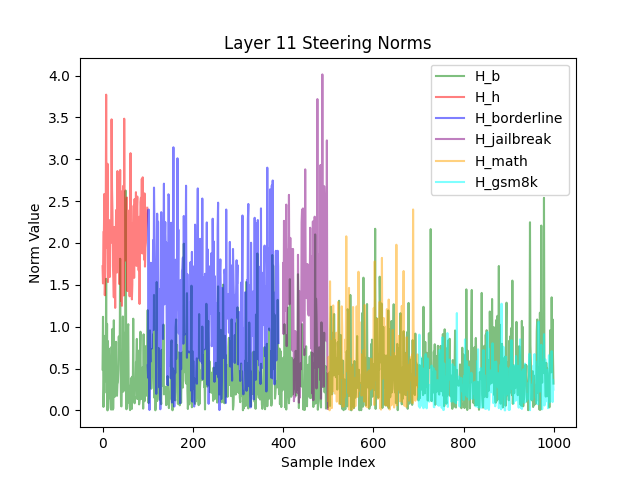 Layer 11 Steering Norms
4.0
3.5
3.0
2.5
2.0
1.5
1.0
0.5
0.0
Norm Value
H_b
H_h
H_borderline
H_jailbreak
H_math
H_gsm8k
0 200 400 600 800 1000
Sample Index